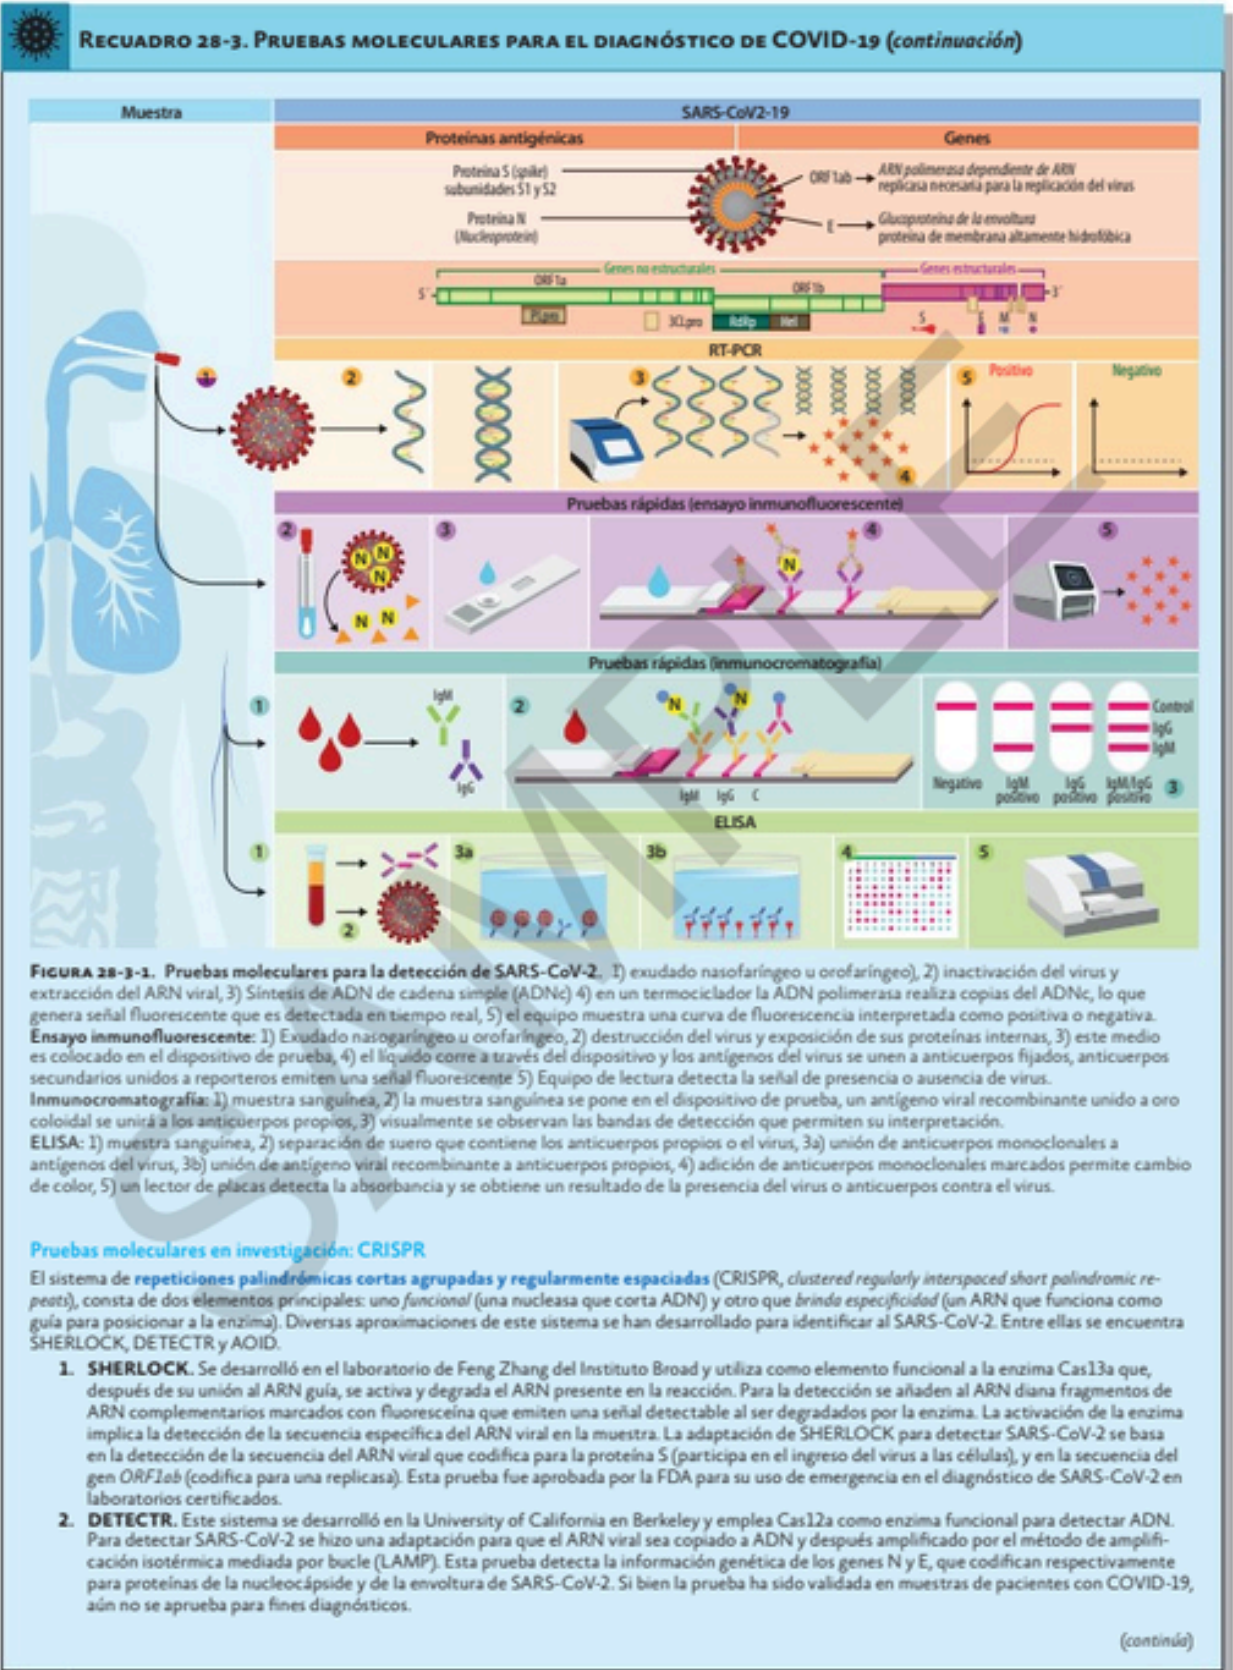 RECUADRO 28-3. PRUEBAS MOLECULARES PARA EL DIAGNÓSTICO DE COVID-19 (continuación)
Muestra
SARS-CoV2-19
Proteínas antigénicas
Genes
Proteína S (spike)
subunidades S1 y S2
Proteína N
(Nucleoprotein)
ORF1ab
ARN polimerasa dependiente de ARN
replicasa necesaria para la replicación del virus
E
Glucoproteína de la envoltura
proteína de membrana altamente hidrofóbica
Genes no estructurales
Genes estructurales
ORF1a
ORF1b
5´
3´
PLpro
3CLpro
RdRp
Hel
S
E
M
N
RT-PCR
1
2
3
4
5
Positivo
Negativo
Pruebas rápidas (ensayo inmunofluorescente)
2
N
N
N
N
N
3
4
N
5
Pruebas rápidas (inmunocromatografía)
1
IgM
IgG
2
N
N
IgM
IgG
C
Control
IgG
IgM
Negativo
IgM
positivo
IgG
positivo
IgM/IgG
positivo
3
ELISA
1
2
3a
3b
4
5
FIGURA 28-3-1. Pruebas moleculares para la detección de SARS-CoV-2. 1) exudado nasofaríngeo u orofaríngeo), 2) inactivación del virus y
extracción del ARN viral, 3) Síntesis de ADN de cadena simple (ADNc) 4) en un termociclador la ADN polimerasa realiza copias del ADNc, lo que
genera señal fluorescente que es detectada en tiempo real, 5) el equipo muestra una curva de fluorescencia interpretada como positiva o negativa.
Ensayo inmunofluorescente: 1) Exudado nasogaríngeo u orofaríngeo, 2) destrucción del virus y exposición de sus proteínas internas, 3) este medio
es colocado en el dispositivo de prueba, 4) el líquido corre a través del dispositivo y los antígenos del virus se unen a anticuerpos fijados, anticuerpos
secundarios unidos a reporteros emiten una señal fluorescente 5) Equipo de lectura detecta la señal de presencia o ausencia de virus.
Inmunocromatografía: 1) muestra sanguínea, 2) la muestra sanguínea se pone en el dispositivo de prueba, un antígeno viral recombinante unido a oro
coloidal se unirá a los anticuerpos propios, 3) visualmente se observan las bandas de detección que permiten su interpretación.
ELISA: 1) muestra sanguínea, 2) separación de suero que contiene los anticuerpos propios o el virus, 3a) unión de anticuerpos monoclonales a
antígenos del virus, 3b) unión de antígeno viral recombinante a anticuerpos propios, 4) adición de anticuerpos monoclonales marcados permite cambio
de color, 5) un lector de placas detecta la absorbancia y se obtiene un resultado de la presencia del virus o anticuerpos contra el virus.
SAMPLE
Pruebas moleculares en investigación: CRISPR
El sistema de repeticiones palindrómicas cortas agrupadas y regularmente espaciadas (CRISPR, clustered regularly interspaced short palindromic re-
peats), consta de dos elementos principales: uno funcional (una nucleasa que corta ADN) y otro que brinda especificidad (un ARN que funciona como
guía para posicionar a la enzima). Diversas aproximaciones de este sistema se han desarrollado para identificar al SARS-CoV-2. Entre ellas se encuentra
SHERLOCK, DETECTR y AOID.
1. SHERLOCK. Se desarrolló en el laboratorio de Feng Zhang del Instituto Broad y utiliza como elemento funcional a la enzima Cas13a que,
después de su unión al ARN guía, se activa y degrada el ARN presente en la reacción. Para la detección se añaden al ARN diana fragmentos de
ARN complementarios marcados con fluoresceína que emiten una señal detectable al ser degradados por la enzima. La activación de la enzima
implica la detección de la secuencia específica del ARN viral en la muestra. La adaptación de SHERLOCK para detectar SARS-CoV-2 se basa
en la detección de la secuencia del ARN viral que codifica para la proteína S (participa en el ingreso del virus a las células), y en la secuencia del
gen ORF1ab (codifica para una replicasa). Esta prueba fue aprobada por la FDA para su uso de emergencia en el diagnóstico de SARS-CoV-2 en
laboratorios certificados.
2. DETECTR. Este sistema se desarrolló en la University of California en Berkeley y emplea Cas12a como enzima funcional para detectar ADN.
Para detectar SARS-CoV-2 se hizo una adaptación para que el ARN viral sea copiado a ADN y después amplificado por el método de amplifi-
cación isotérmica mediada por bucle (LAMP). Esta prueba detecta la información genética de los genes N y E, que codifican respectivamente
para proteínas de la nucleocápside y de la envoltura de SARS-CoV-2. Si bien la prueba ha sido validada en muestras de pacientes con COVID-19,
aún no se aprueba para fines diagnósticos.
(continúa)